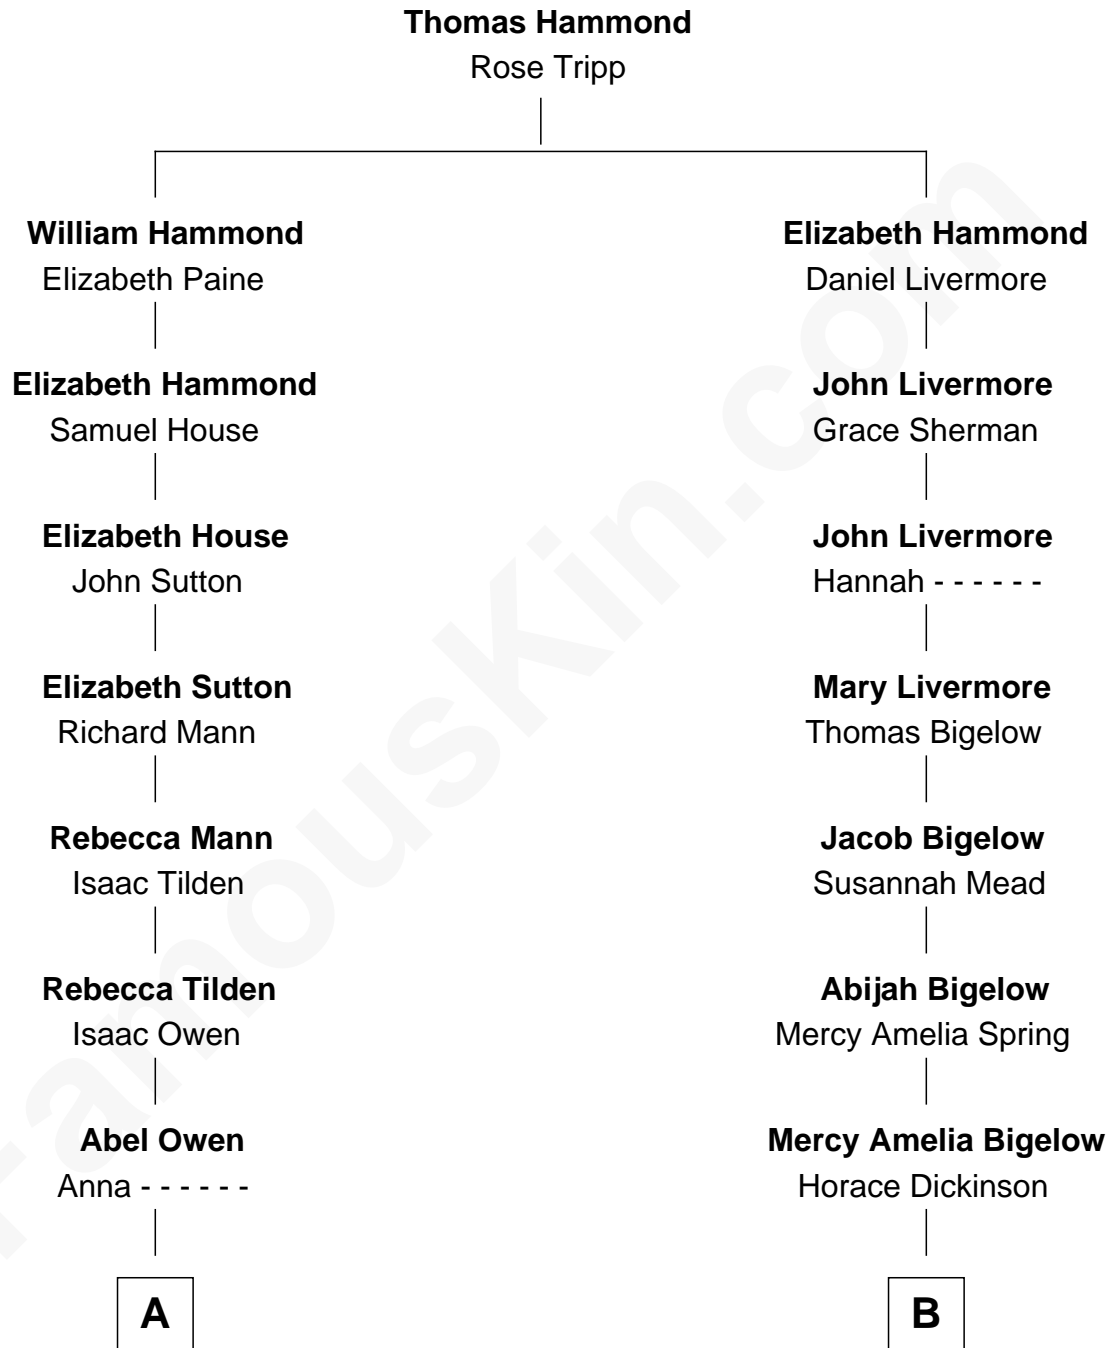 Thomas Hammond
Rose Tripp
William Hammond
Elizabeth Paine
Elizabeth Hammond
Daniel Livermore
Elizabeth Hammond
Samuel House
John Livermore
Grace Sherman
Elizabeth House
John Sutton
John Livermore
Hannah - - - - - -
Elizabeth Sutton
Richard Mann
Mary Livermore
Thomas Bigelow
Rebecca Mann
Isaac Tilden
Jacob Bigelow
Susannah Mead
Rebecca Tilden
Isaac Owen
Abijah Bigelow
Mercy Amelia Spring
Abel Owen
Anna - - - - - -
Mercy Amelia Bigelow
Horace Dickinson
A
B
FamousKin.com